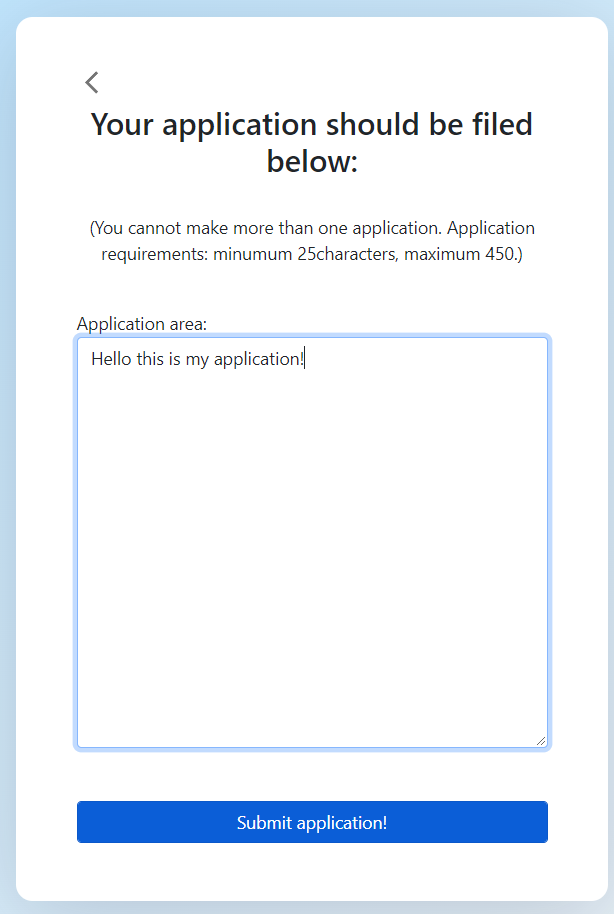 Your application should be filed
below:
(You cannot make more than one application. Application
requirements: minumum 25characters, maximum 450.)
Application area:
Hello this is my application!
Submit application!